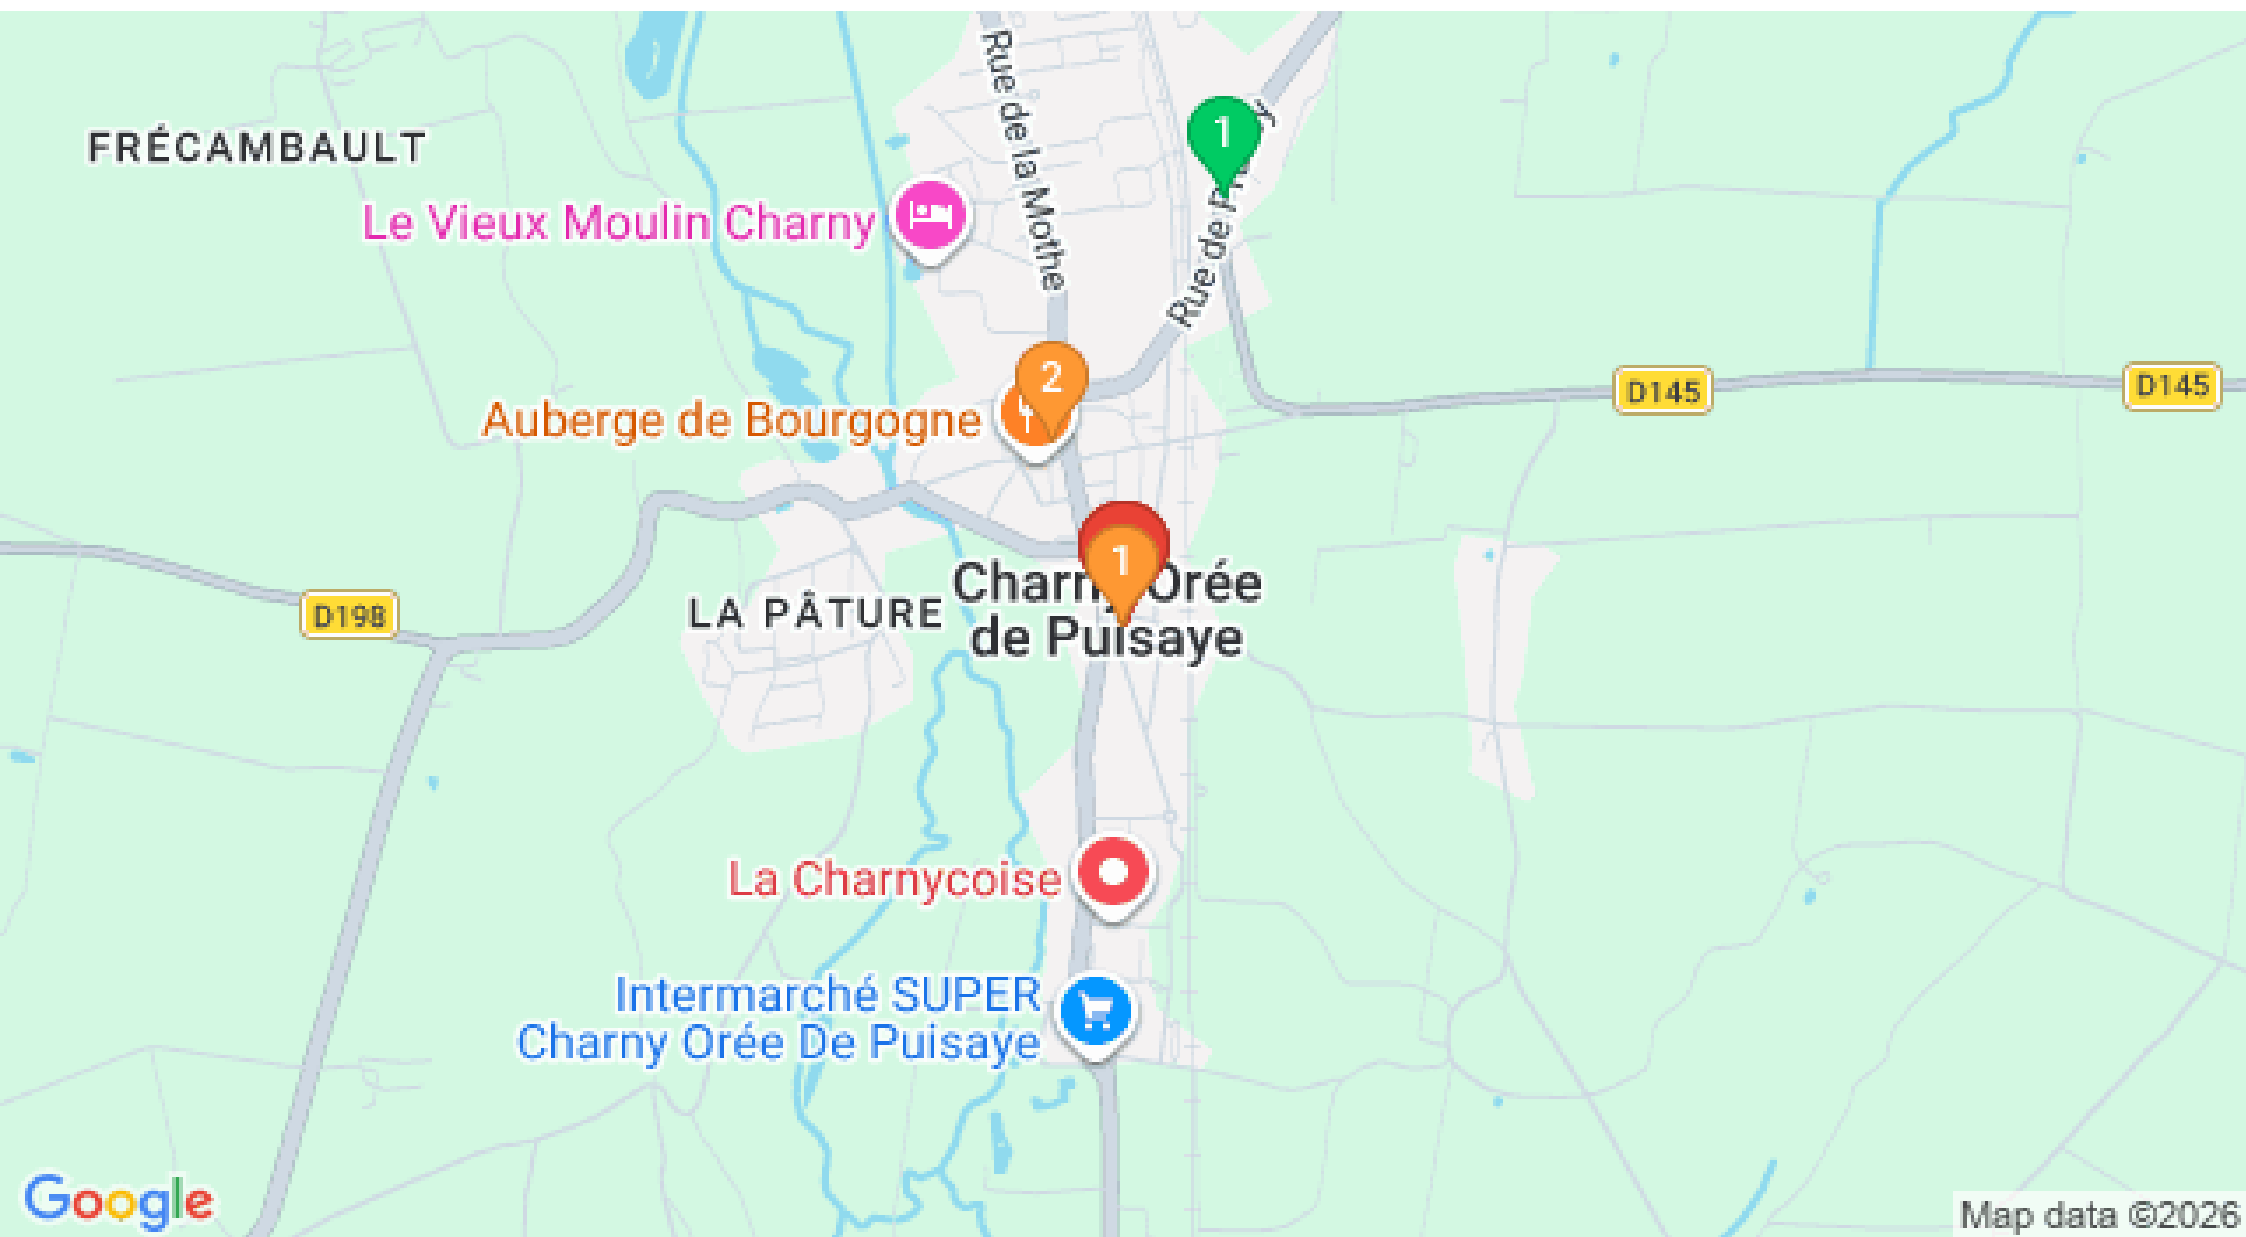 Rue de la Mothe
1
FRÉCAMBAULT
Le Vieux Moulin Charny
Rue de
2
D145
D145
Auberge de Bourgogne
1
Charny Orée
de Puisaye
D198
LA PÂTURE
La Charnycoise
Intermarché SUPER
Charny Orée De Puisaye
Google
Map data ©2026